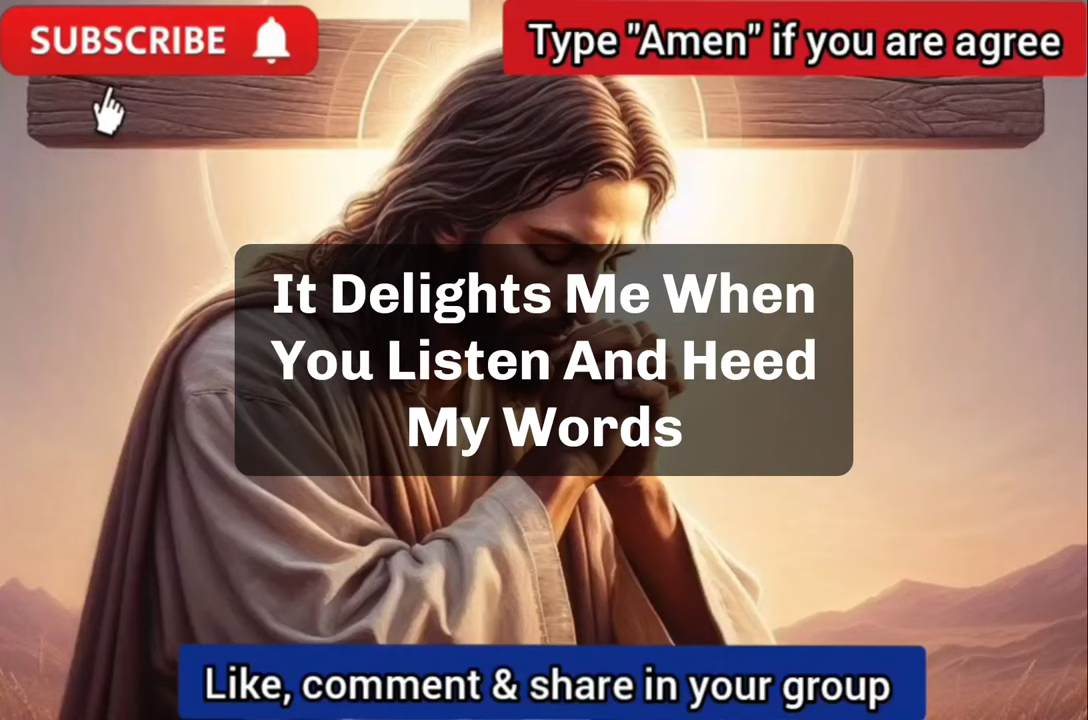 SUBSCRIBE
Type "Amen" if you are agree
It Delights Me When
You Listen And Heed
My Words
Like, comment & share in your group